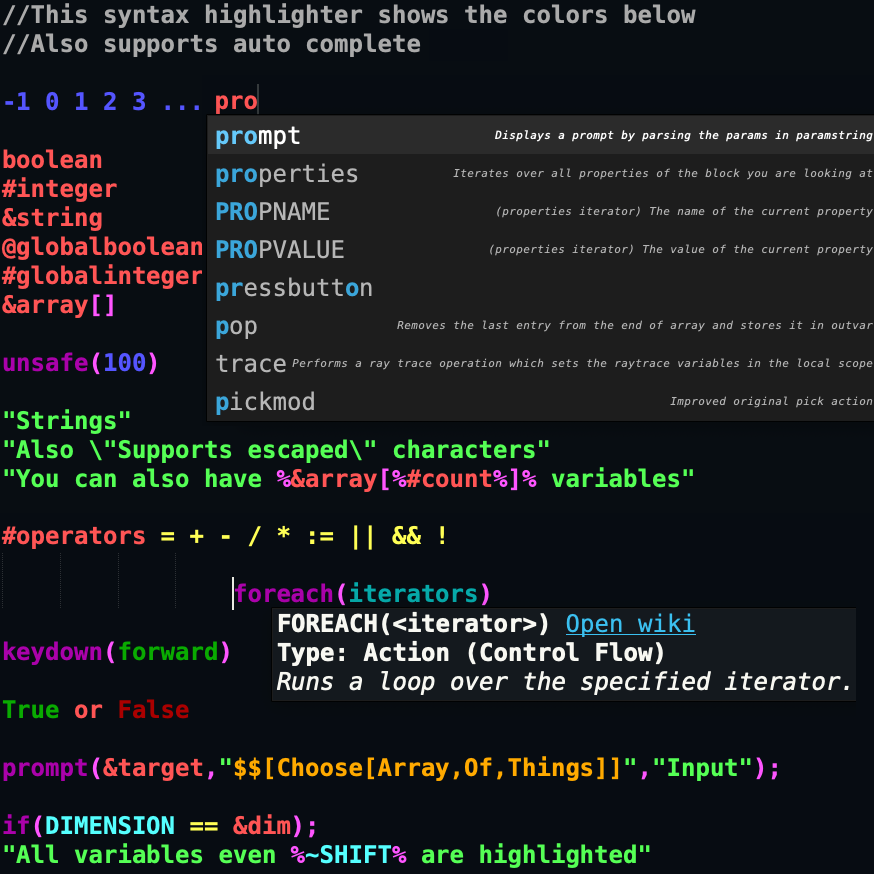 //This syntax highlighter shows the colors below
//Also supports auto complete
-1 0 1 2 3 ... pro
prompt Displays a prompt by parsing the params in paramstring
boolean
properties Iterates over all properties of the block you are looking at
#integer
PROPNAME (properties iterator) The name of the current property
&string
@globalboolean
PROPVALUE (properties iterator) The value of the current property
#globalinteger
pressbutton
&array[]
pop Removes the last entry from the end of array and stores it in outvar
unsafe(100)
trace Performs a ray trace operation which sets the raytrace variables in the local scope
pickmod Improved original pick action
"Strings"
"Also \"Supports escaped\" characters"
"You can also have %&array[%#count%]% variables"
#operators = + - / * := || && !
foreach(iterators)
FOREACH(<iterator>) Open wiki
keydown(forward)
Type: Action (Control Flow)
Runs a loop over the specified iterator.
True or False
prompt(&target,"$$[Choose[Array,Of,Things]]","Input");
if(DIMENSION == &dim);
"All variables even %~SHIFT% are highlighted"